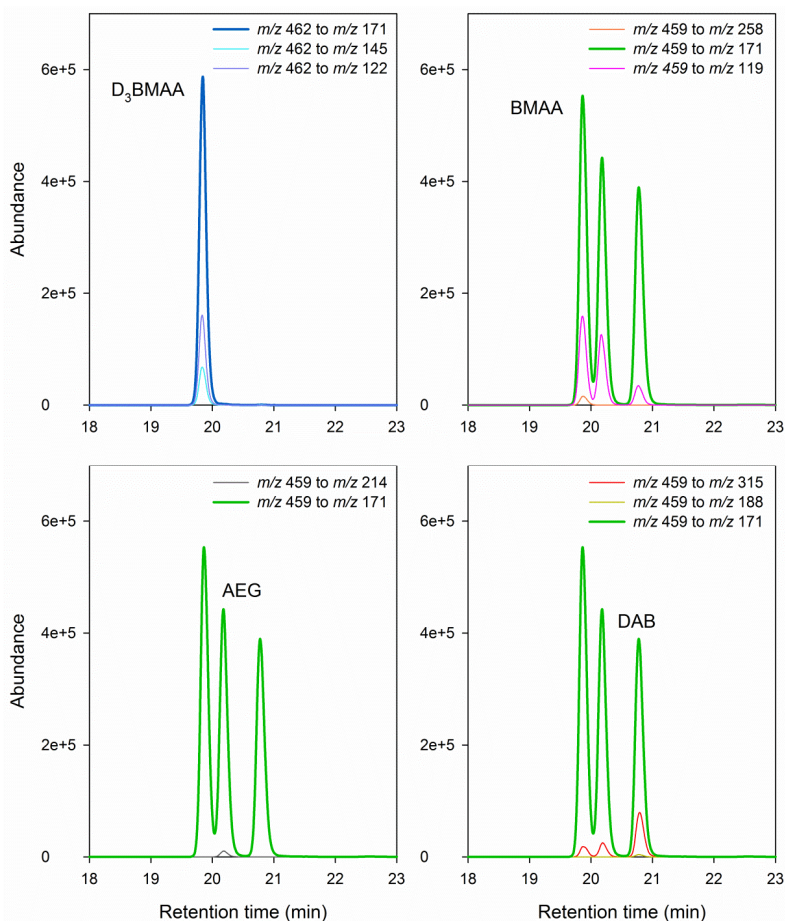 m/z 462 to m/z 171
m/z 462 to m/z 145
m/z 462 to m/z 122
D₃BMAA
Abundance
6e+5
4e+5
2e+5
0
18 19 20 21 22 23
m/z 459 to m/z 258
m/z 459 to m/z 171
m/z 459 to m/z 119
BMAA
6e+5
4e+5
2e+5
0
18 19 20 21 22 23
m/z 459 to m/z 214
m/z 459 to m/z 171
AEG
Abundance
6e+5
4e+5
2e+5
0
18 19 20 21 22 23
Retention time (min)
m/z 459 to m/z 315
m/z 459 to m/z 188
m/z 459 to m/z 171
DAB
6e+5
4e+5
2e+5
0
18 19 20 21 22 23
Retention time (min)